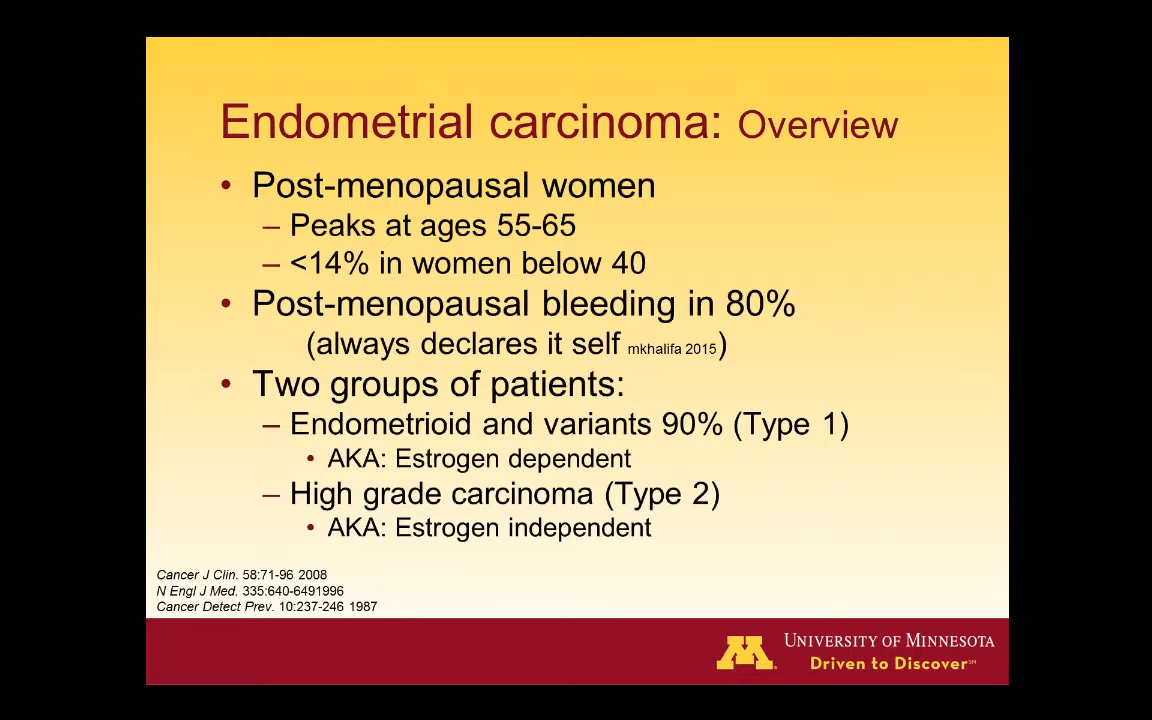 Endometrial carcinoma: Overview
• Post-menopausal women
– Peaks at ages 55-65
– <14% in women below 40
• Post-menopausal bleeding in 80%
(always declares it self mkhalifa 2015)
• Two groups of patients:
– Endometrioid and variants 90% (Type 1)
• AKA: Estrogen dependent
– High grade carcinoma (Type 2)
• AKA: Estrogen independent
Cancer J Clin. 58:71-96 2008
N Engl J Med. 335:640-6491996
Cancer Detect Prev. 10:237-246 1987
M
UNIVERSITY OF MINNESOTA
Driven to Discover℠